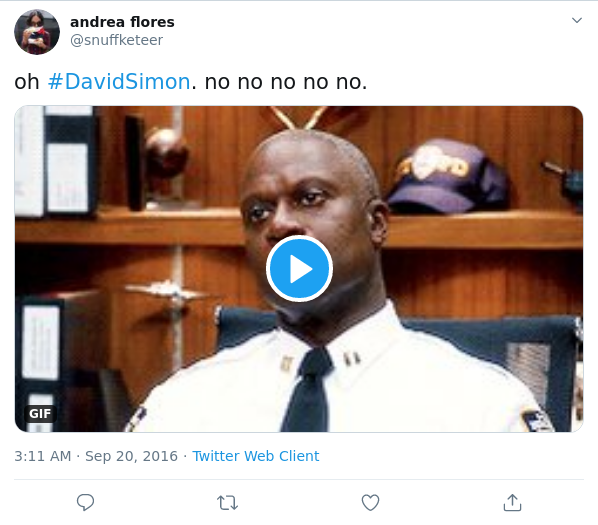 andrea flores
@snuffketeer
oh #DavidSimon. no no no no no.
GIF
3:11 AM · Sep 20, 2016 · Twitter Web Client